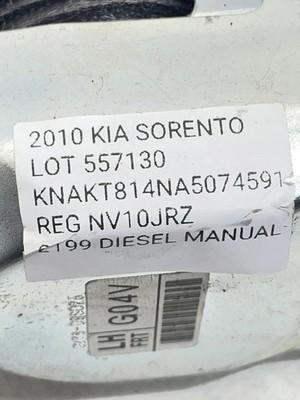 2010 KIA SORENTO
LOT 557130
KNAKT814NA5074591
REG NV10JRZ
2199 DIESEL MANUAL
LH
FRT
G04V